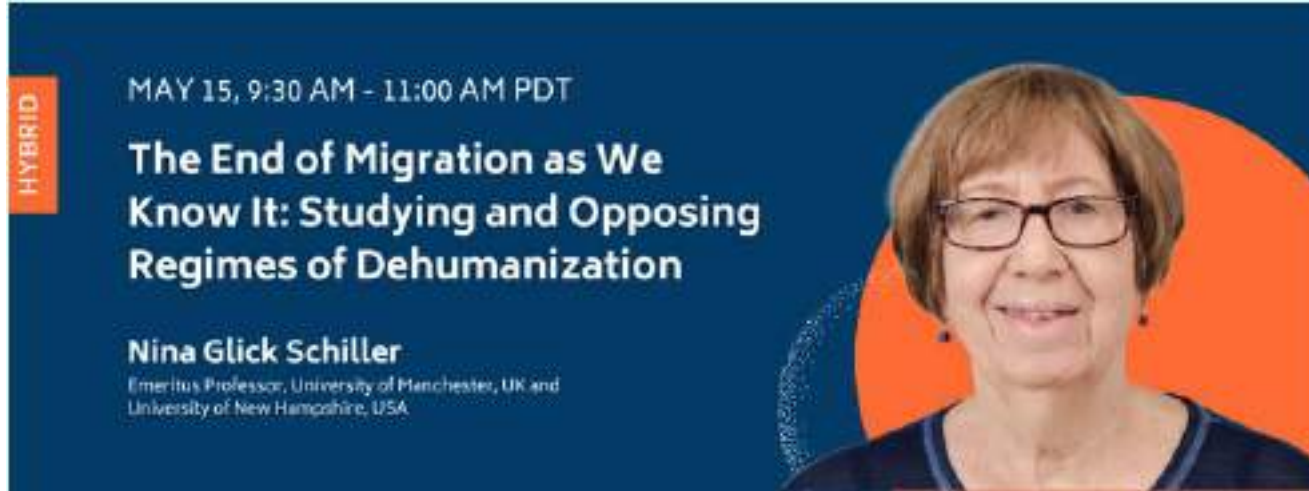 HYBRID
MAY 15, 9:30 AM - 11:00 AM PDT
The End of Migration as We
Know It: Studying and Opposing
Regimes of Dehumanization
Nina Glick Schiller
Emeritus Professor, University of Manchester, UK and
University of New Hampshire, USA